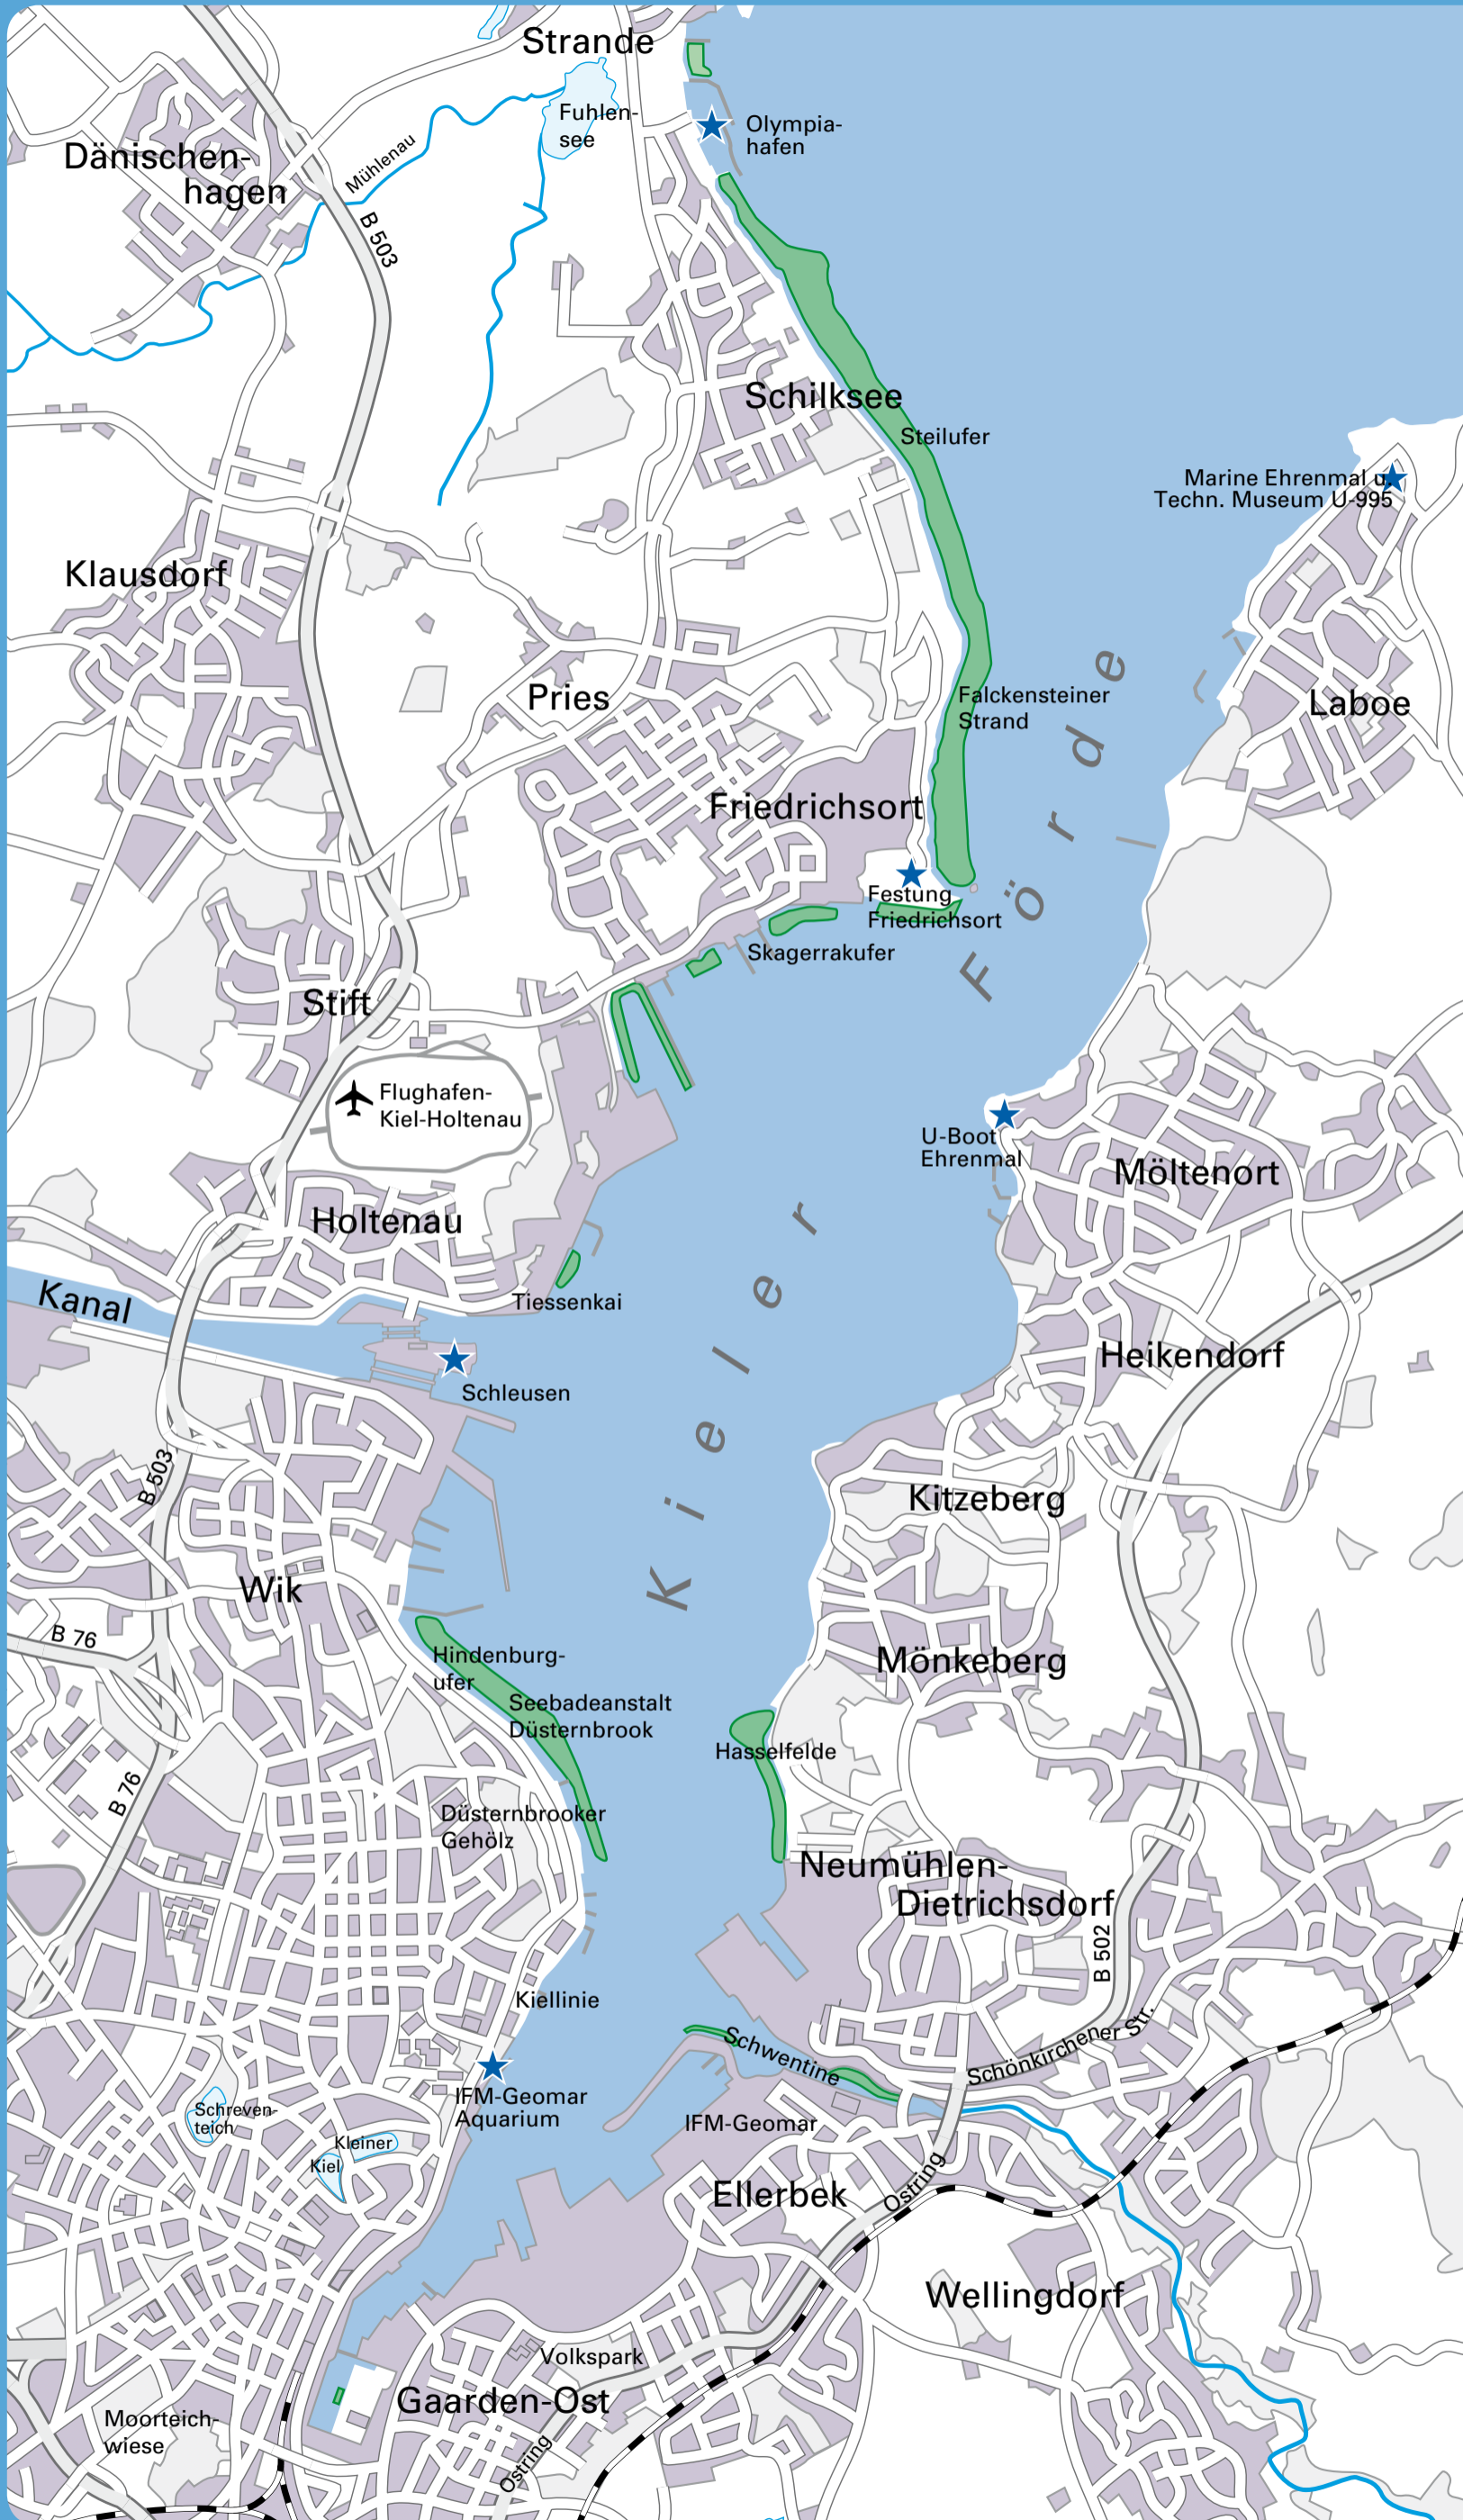 Strande
Fuhlen-
see
Olympia-
hafen
Dänischen-
hagen
Mühlenau
B 503
Schilksee
Steilufer
Marine Ehrenmal u.
Techn. Museum U-995
Klausdorf
Pries
Falckensteiner
Strand
Laboe
Friedrichsort
Festung
Friedrichsort
Skagerrakufer
Stift
Kieler Förde
Flughafen-
Kiel-Holtenau
U-Boot
Ehrenmal
Möltenort
Holtenau
Kanal
Tiessenkai
Schleusen
Heikendorf
B 503
Kitzeberg
Wik
B 76
Hindenburg-
ufer
Seebadeanstalt
Düsternbrook
Mönkeberg
Hasselfelde
B 76
Düsternbrooker
Gehölz
Neumühlen-
Dietrichsdorf
B 502
Kiellinie
Schwentine
Schönkirchener Str.
IFM-Geomar
Aquarium
IFM-Geomar
Schreven-
teich
Kleiner
Kiel
Ellerbek
Ostring
Wellingdorf
Volkspark
Gaarden-Ost
Moorteich-
wiese
Ostring